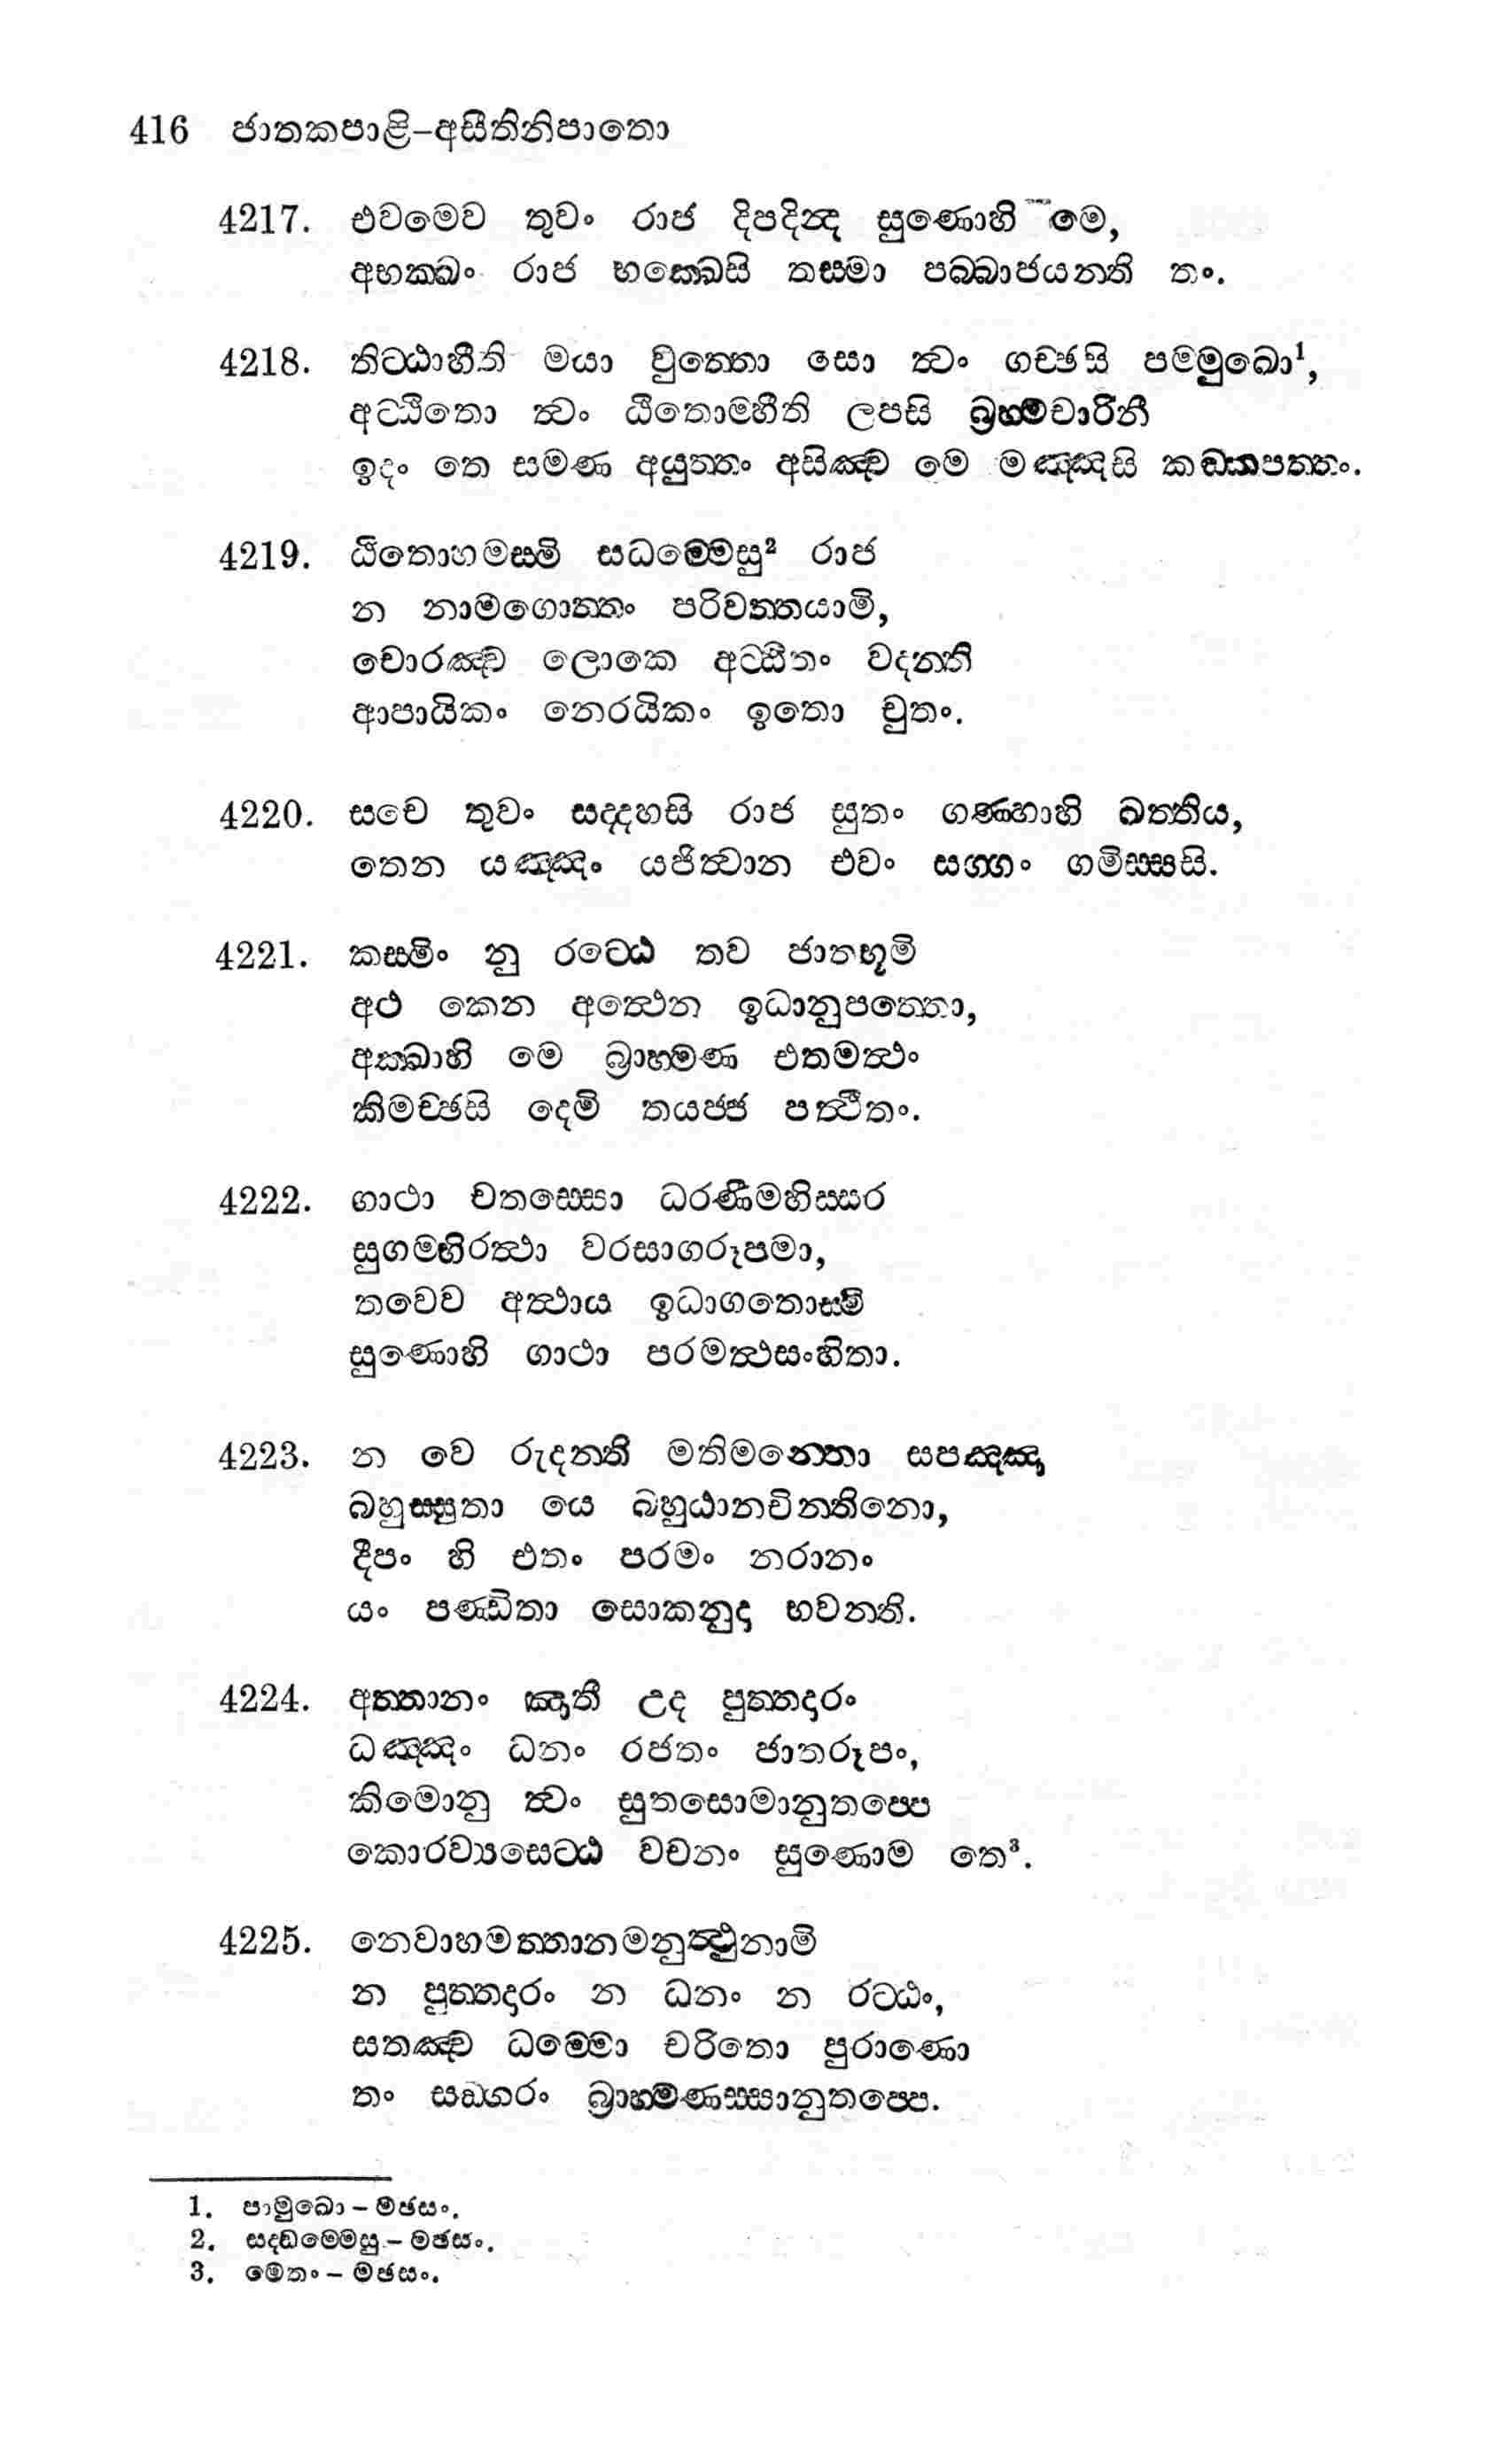 416 ජාතකපාළි-අසීතිනිපාතො
4217. එවමෙව තුවං රාජ දිපදින්ද සුණොහි මෙ,
අභක්ඛං රාජ භක්ඛෙසි තස්මා පබ්බාජයන්ති තං.
4218. තිට්ඨාහීති මයා වුත්තො සො ත්වං ගච්ඡසි පම්මුඛො¹,
අට්ඨිතො ත්වං ඨිතොම්හීති ලපසි බ්‍රහ්මචාරිනී
ඉදං තෙ සමණ අයුත්තං අසිඤ්ච මෙ මඤ්ඤසි කඞ්කපත්තං.
4219. ඨිතොහමස්මි සධම්මෙසු² රාජ
න නාමගොත්තං පරිවත්තයාමි,
චොරඤ්ච ලොකෙ අට්ඨිතං වදන්ති
ආපායිකං නෙරයිකං ඉතො චුතං.
4220. සචෙ තුවං සද්දහසි රාජ සුතං ගණ්හාහි ඛත්තිය,
තෙන යඤ්ඤං යජිත්වාන එවං සග්ගං ගමිස්සසි.
4221. කස්මිං නු රට්ඨෙ තව ජාතභූමි
අථ කෙන අත්ථෙන ඉධානුපත්තො,
අක්ඛාහි මෙ බ්‍රාහ්මණ එතමත්ථං
කිමච්ඡසි දෙමි තයජ්ජ පත්ථිතං.
4222. ගාථා චතස්සො ධරණීමහිස්සර
සුගම්භිරත්ථා වරසාගරූපමා,
තවෙව අත්ථාය ඉධාගතොස්මි
සුණොහි ගාථා පරමත්ථසංහිතා.
4223. න වෙ රුදන්ති මතිමන්තො සපඤ්ඤා
බහුස්සුතා යෙ බහුඨානචින්තිනො,
දීපං හි එතං පරමං නරානං
යං පණ්ඩිතා සොකනුදා භවන්ති.
4224. අත්තානං ඤාතී උද පුත්තදාරං
ධඤ්ඤං ධනං රජතං ජාතරූපං,
කිමොනු ත්වං සුතසොමානුතප්පෙ
කොරව්‍යසෙට්ඨ වචනං සුණොම තෙ³.
4225. නෙවාහමත්තානමනුත්ථුනාමි
න පුත්තදාරං න ධනං න රට්ඨං,
සතඤ්ච ධම්මො චරිතො පුරාණො
තං සඞ්ගරං බ්‍රාහ්මණස්සානුතප්පෙ.
1. පාමුඛො - මඡසං.
2. සද්ධම්මෙසු - මඡසං.
3. මෙතං - මඡසං.